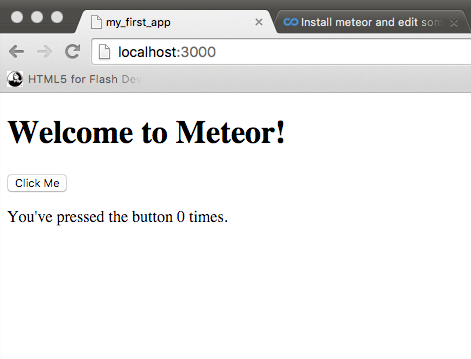 my_first_app
Install meteor and edit som
localhost:3000
HTML5 for Flash Dev
Welcome to Meteor!
Click Me
You've pressed the button 0 times.